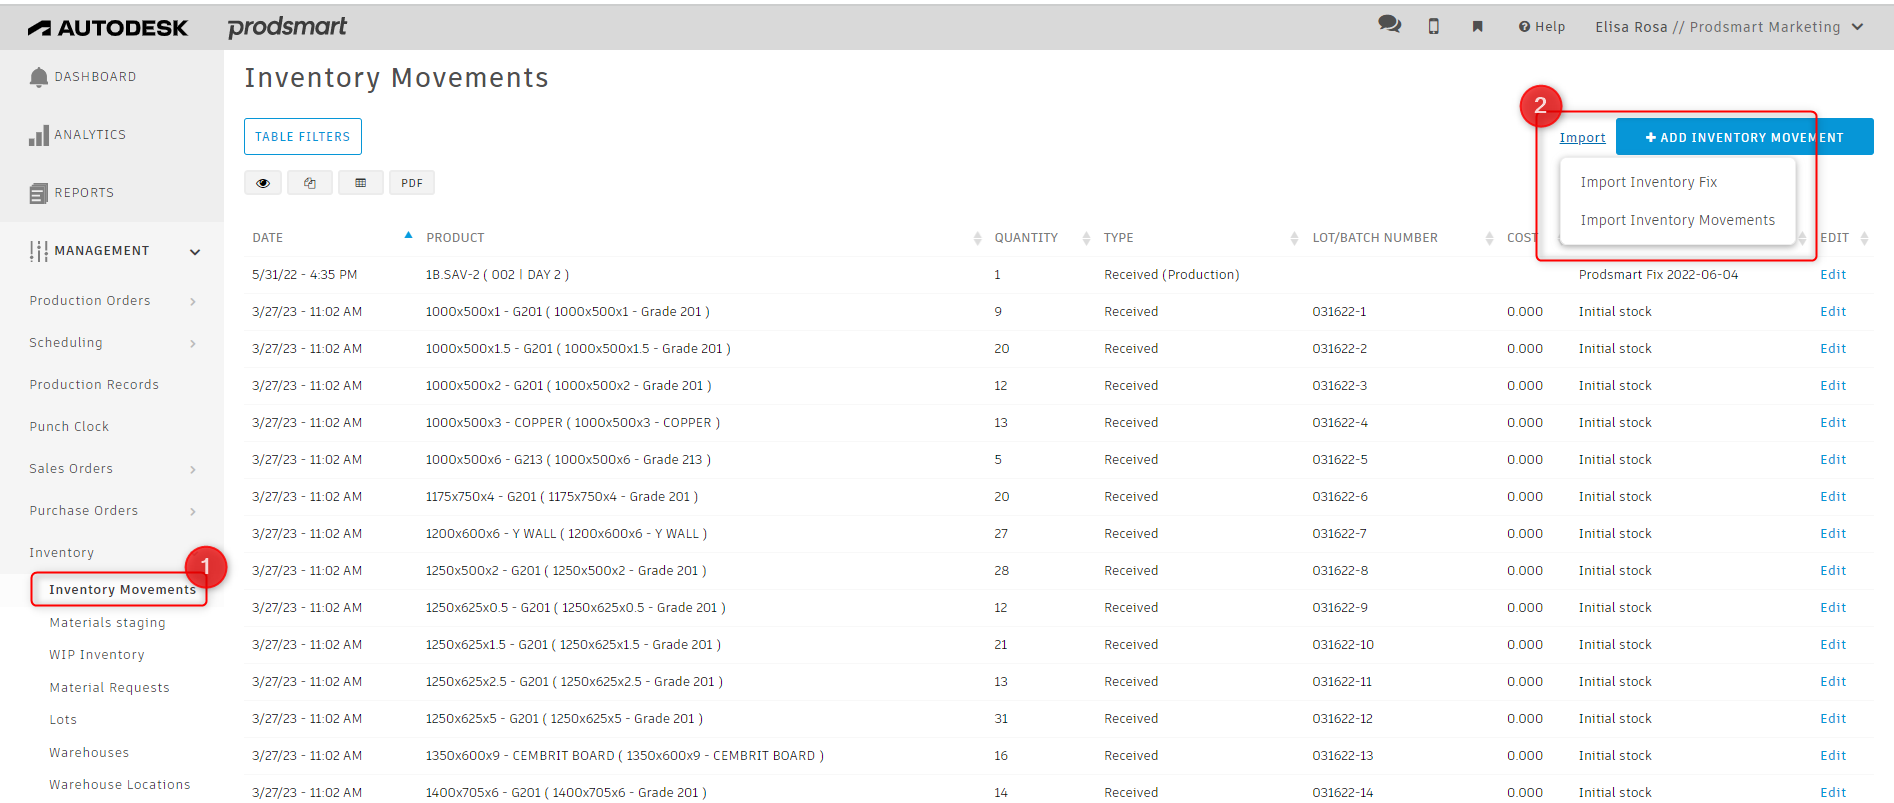 AUTODESK prodsmart Help Elisa Rosa // Prodsmart Marketing
DASHBOARD
ANALYTICS
REPORTS
MANAGEMENT
Production Orders
Scheduling
Production Records
Punch Clock
Sales Orders
Purchase Orders
Inventory
1
Inventory Movements
Materials staging
WIP Inventory
Material Requests
Lots
Warehouses
Warehouse Locations
Inventory Movements
TABLE FILTERS
PDF
2
Import + ADD INVENTORY MOVEMENT
Import Inventory Fix
Import Inventory Movements
DATE PRODUCT QUANTITY TYPE LOT/BATCH NUMBER COST EDIT
5/31/22 - 4:35 PM 1B.SAV-2 ( 002 | DAY 2 ) 1 Received (Production) Prodsmart Fix 2022-06-04 Edit
3/27/23 - 11:02 AM 1000x500x1 - G201 ( 1000x500x1 - Grade 201 ) 9 Received 031622-1 0.000 Initial stock Edit
3/27/23 - 11:02 AM 1000x500x1.5 - G201 ( 1000x500x1.5 - Grade 201 ) 20 Received 031622-2 0.000 Initial stock Edit
3/27/23 - 11:02 AM 1000x500x2 - G201 ( 1000x500x2 - Grade 201 ) 12 Received 031622-3 0.000 Initial stock Edit
3/27/23 - 11:02 AM 1000x500x3 - COPPER ( 1000x500x3 - COPPER ) 13 Received 031622-4 0.000 Initial stock Edit
3/27/23 - 11:02 AM 1000x500x6 - G213 ( 1000x500x6 - Grade 213 ) 5 Received 031622-5 0.000 Initial stock Edit
3/27/23 - 11:02 AM 1175x750x4 - G201 ( 1175x750x4 - Grade 201 ) 20 Received 031622-6 0.000 Initial stock Edit
3/27/23 - 11:02 AM 1200x600x6 - Y WALL ( 1200x600x6 - Y WALL ) 27 Received 031622-7 0.000 Initial stock Edit
3/27/23 - 11:02 AM 1250x500x2 - G201 ( 1250x500x2 - Grade 201 ) 28 Received 031622-8 0.000 Initial stock Edit
3/27/23 - 11:02 AM 1250x625x0.5 - G201 ( 1250x625x0.5 - Grade 201 ) 12 Received 031622-9 0.000 Initial stock Edit
3/27/23 - 11:02 AM 1250x625x1.5 - G201 ( 1250x625x1.5 - Grade 201 ) 21 Received 031622-10 0.000 Initial stock Edit
3/27/23 - 11:02 AM 1250x625x2.5 - G201 ( 1250x625x2.5 - Grade 201 ) 13 Received 031622-11 0.000 Initial stock Edit
3/27/23 - 11:02 AM 1250x625x5 - G201 ( 1250x625x5 - Grade 201 ) 31 Received 031622-12 0.000 Initial stock Edit
3/27/23 - 11:02 AM 1350x600x9 - CEMBRIT BOARD ( 1350x600x9 - CEMBRIT BOARD ) 16 Received 031622-13 0.000 Initial stock Edit
3/27/23 - 11:02 AM 1400x705x6 - G201 ( 1400x705x6 - Grade 201 ) 14 Received 031622-14 0.000 Initial stock Edit